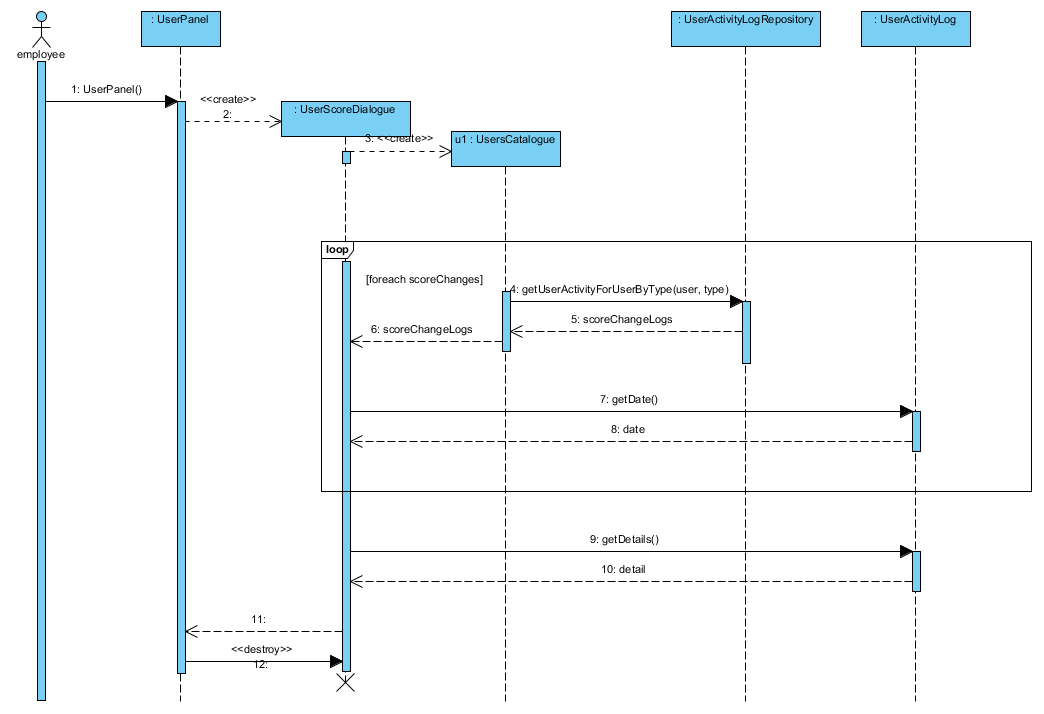 : UserPanel
: UserActivityLogRepository
: UserActivityLog
employee
1: UserPanel()
<<create>>
2:
: UserScoreDialogue
3: <<create>>
u1 : UsersCatalogue
loop
[foreach scoreChanges]
4: getUserActivityForUserByType(user, type)
5: scoreChangeLogs
6: scoreChangeLogs
7: getDate()
8: date
9: getDetails()
10: detail
11:
<<destroy>>
12: